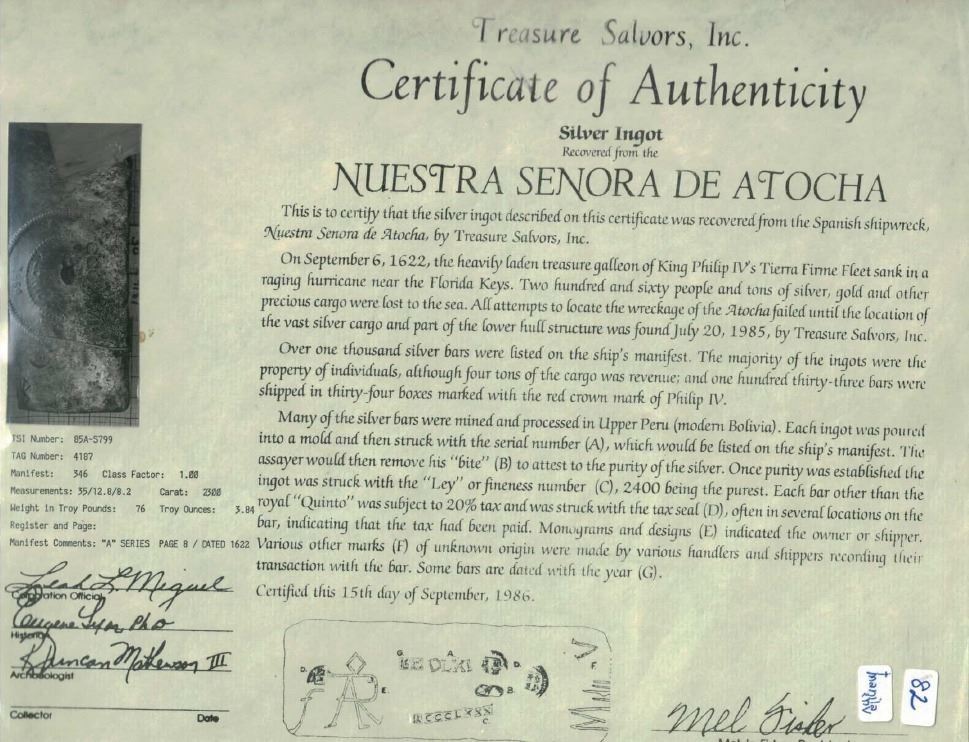 Treasure Salvors, Inc.
Certificate of Authenticity
Silver Ingot
Recovered from the
NUESTRA SENORA DE ATOCHA
This is to certify that the silver ingot described on this certificate was recovered from the Spanish shipwreck,
Nuestra Senora de Atocha, by Treasure Salvors, Inc.
On September 6, 1622, the heavily laden treasure galleon of King Philip IV's Tierra Firme Fleet sank in a
raging hurricane near the Florida Keys. Two hundred and sixty people and tons of silver, gold and other
precious cargo were lost to the sea. All attempts to locate the wreckage of the Atocha failed until the location of
the vast silver cargo and part of the lower hull structure was found July 20, 1985, by Treasure Salvors, Inc.
Over one thousand silver bars were listed on the ship's manifest. The majority of the ingots were the
property of individuals, although four tons of the cargo was revenue; and one hundred thirty-three bars were
shipped in thirty-four boxes marked with the red crown mark of Philip IV.
Many of the silver bars were mined and processed in Upper Peru (modern Bolivia). Each ingot was poured
into a mold and then struck with the serial number (A), which would be listed on the ship's manifest. The
assayer would then remove his "bite" (B) to attest to the purity of the silver. Once purity was established the
ingot was struck with the "Ley" or fineness number (C), 2400 being the purest. Each bar other than the
royal "Quinto" was subject to 20% tax and was struck with the tax seal (D), often in several locations on the
bar, indicating that the tax had been paid. Monograms and designs (E) indicated the owner or shipper.
Various other marks (F) of unknown origin were made by various handlers and shippers recording their
transaction with the bar. Some bars are dated with the year (G).
Certified this 15th day of September, 1986.
TSI Number: 85A-S799
TAG Number: 4187
Manifest: 346 Class Factor: 1.00
Measurements: 35/12.8/8.2 Carat: 2380
Weight in Troy Pounds: 76 Troy Ounces: 3.84
Register and Page:
Manifest Comments: "A" SERIES PAGE 8 / DATED 1622
Corporation Official
Eugene Lyon PhD
Historian
R Duncan Mathewson III
Archaeologist
Collector Date
G. A.
D. D. F.
E. B.
C.
Mel Fisher
82